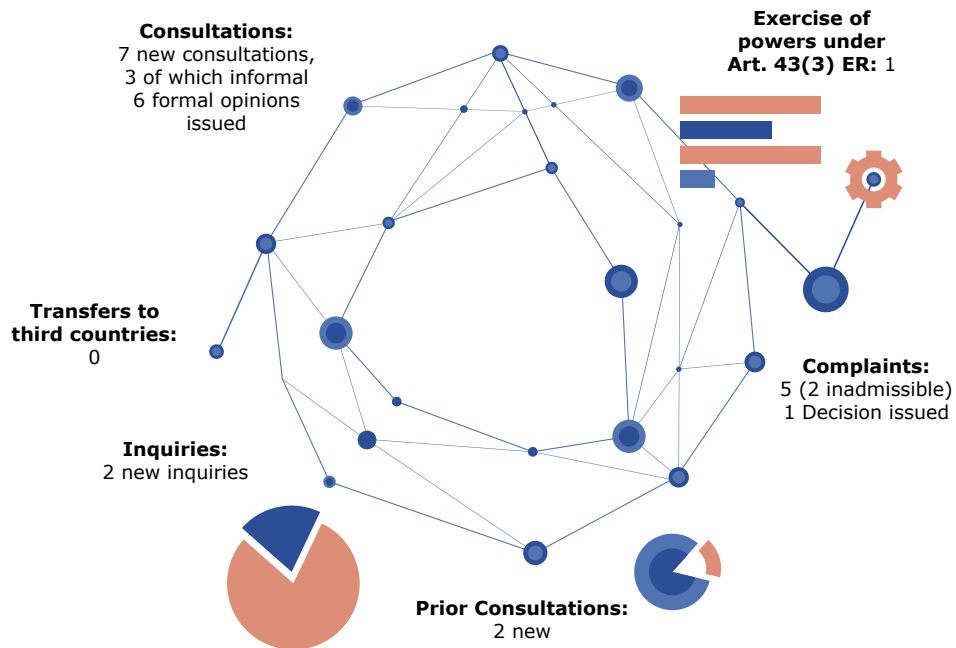 Consultations:
7 new consultations,
3 of which informal
6 formal opinions
issued
Exercise of
powers under
Art. 43(3) ER: 1
Transfers to
third countries:
0
Complaints:
5 (2 inadmissible)
1 Decision issued
Inquiries:
2 new inquiries
Prior Consultations:
2 new